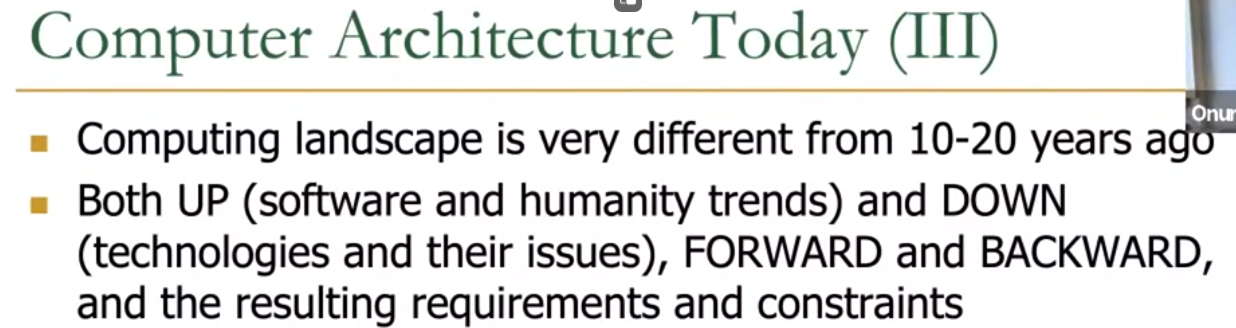 Computer Architecture Today (III)
Computing landscape is very different from 10-20 years ago
Both UP (software and humanity trends) and DOWN
(technologies and their issues), FORWARD and BACKWARD,
and the resulting requirements and constraints